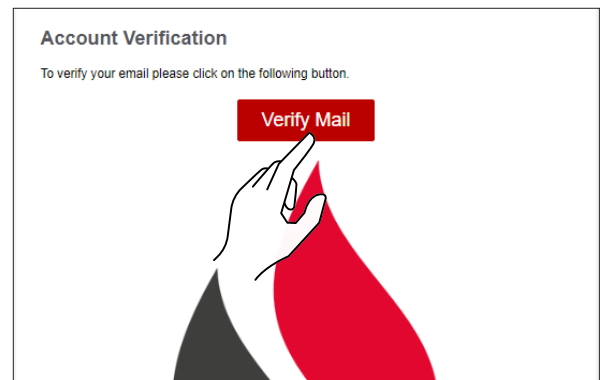 Account Verification
To verify your email please click on the following button.
Verify Mail